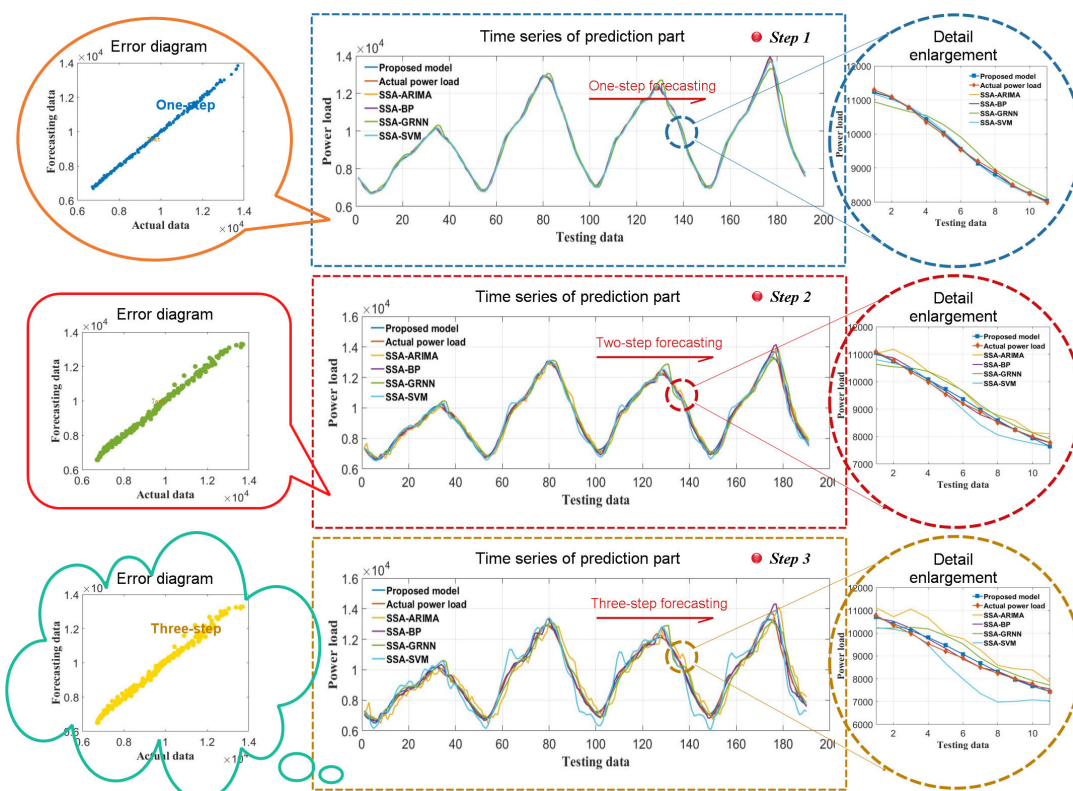 Error diagram
×10⁴
1.4
1.2
1
0.8
0.6
0.6 0.8 1 1.2 1.4
Forecasting data
One-step
Actual data
×10⁴
Time series of prediction part
Step 1
×10⁴
1.4
1.2
1
0.8
0.6
0 20 40 60 80 100 120 140 160 180 200
Power load
Proposed model
Actual power load
SSA-ARIMA
SSA-BP
SSA-GRNN
SSA-SVM
One-step forecasting
Testing data
Detail
enlargement
12000
11000
10000
9000
8000
2 4 6 8 10
Power load
Proposed model
Actual power load
SSA-ARIMA
SSA-BP
SSA-GRNN
SSA-SVM
Testing data
Error diagram
×10⁴
1.4
1.2
1
0.8
0.6
0.6 0.8 1 1.2 1.4
Forecasting data
Actual data
×10⁴
Time series of prediction part
Step 2
×10⁴
1.6
1.4
1.2
1
0.8
0.6
0 20 40 60 80 100 120 140 160 180 200
Power load
Proposed model
Actual power load
SSA-ARIMA
SSA-BP
SSA-GRNN
SSA-SVM
Two-step forecasting
Testing data
Detail
enlargement
12000
11000
10000
9000
8000
7000
2 4 6 8 10
Power load
Proposed model
Actual power load
SSA-ARIMA
SSA-BP
SSA-GRNN
SSA-SVM
Testing data
Error diagram
1.4
1.2
1
0.8
0.6
0.6 0.8 1 1.2 1.4
Forecasting data
Three-step
Actual data
Time series of prediction part
Step 3
×10⁴
1.6
1.4
1.2
1
0.8
0.6
0 20 40 60 80 100 120 140 160 180 200
Power load
Proposed model
Actual power load
SSA-ARIMA
SSA-BP
SSA-GRNN
SSA-SVM
Three-step forecasting
Testing data
Detail
enlargement
12000
11000
10000
9000
8000
7000
6000
2 4 6 8 10
Power load
Proposed model
Actual power load
SSA-ARIMA
SSA-BP
SSA-GRNN
SSA-SVM
Testing data